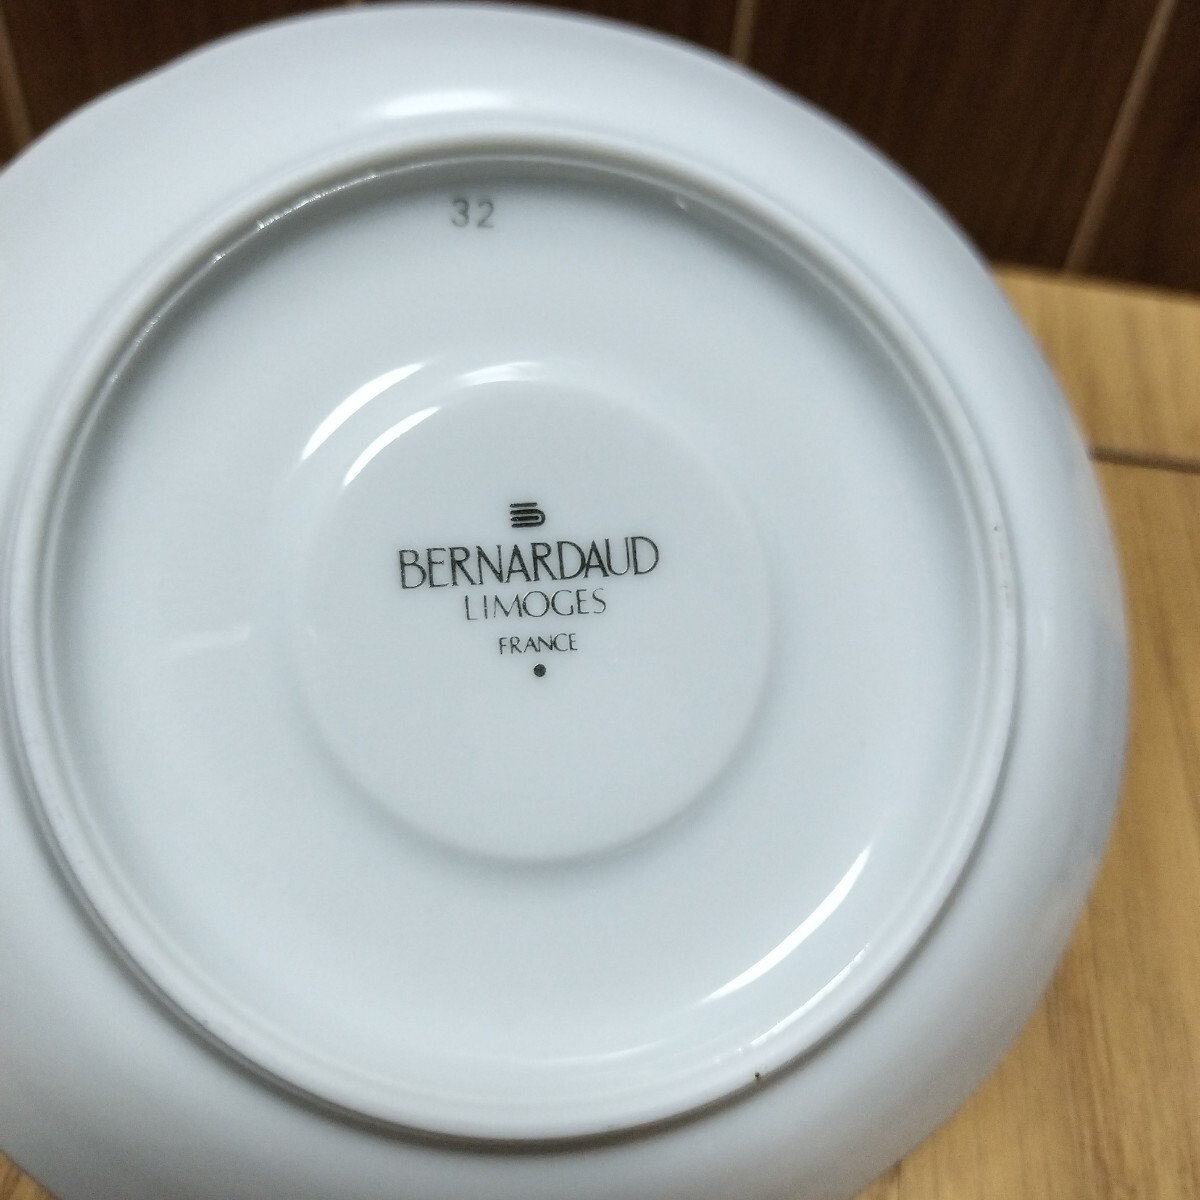 32
BERNARDAUD
LIMOGES
FRANCE